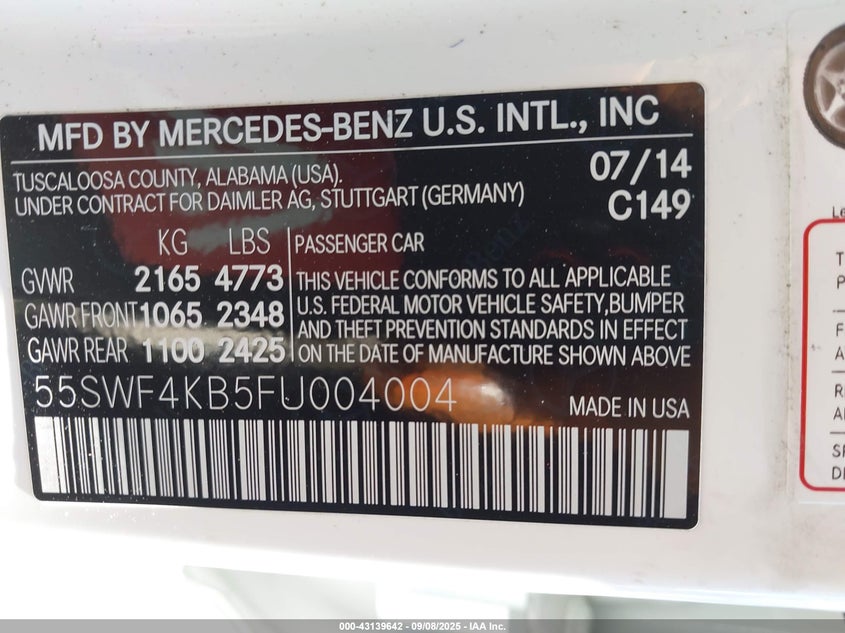 MFD BY MERCEDES-BENZ U.S. INTL., INC
TUSCALOOSA COUNTY, ALABAMA (USA).
UNDER CONTRACT FOR DAIMLER AG, STUTTGART (GERMANY)
07/14
C149
KG LBS
GVWR 2165 4773
GAWR FRONT 1065 2348
GAWR REAR 1100 2425
PASSENGER CAR
THIS VEHICLE CONFORMS TO ALL APPLICABLE
U.S. FEDERAL MOTOR VEHICLE SAFETY, BUMPER
AND THEFT PREVENTION STANDARDS IN EFFECT
ON THE DATE OF MANUFACTURE SHOWN ABOVE
55SWF4KB5FU004004
MADE IN USA
000-43139642 - 09/08/2025 - IAA Inc.